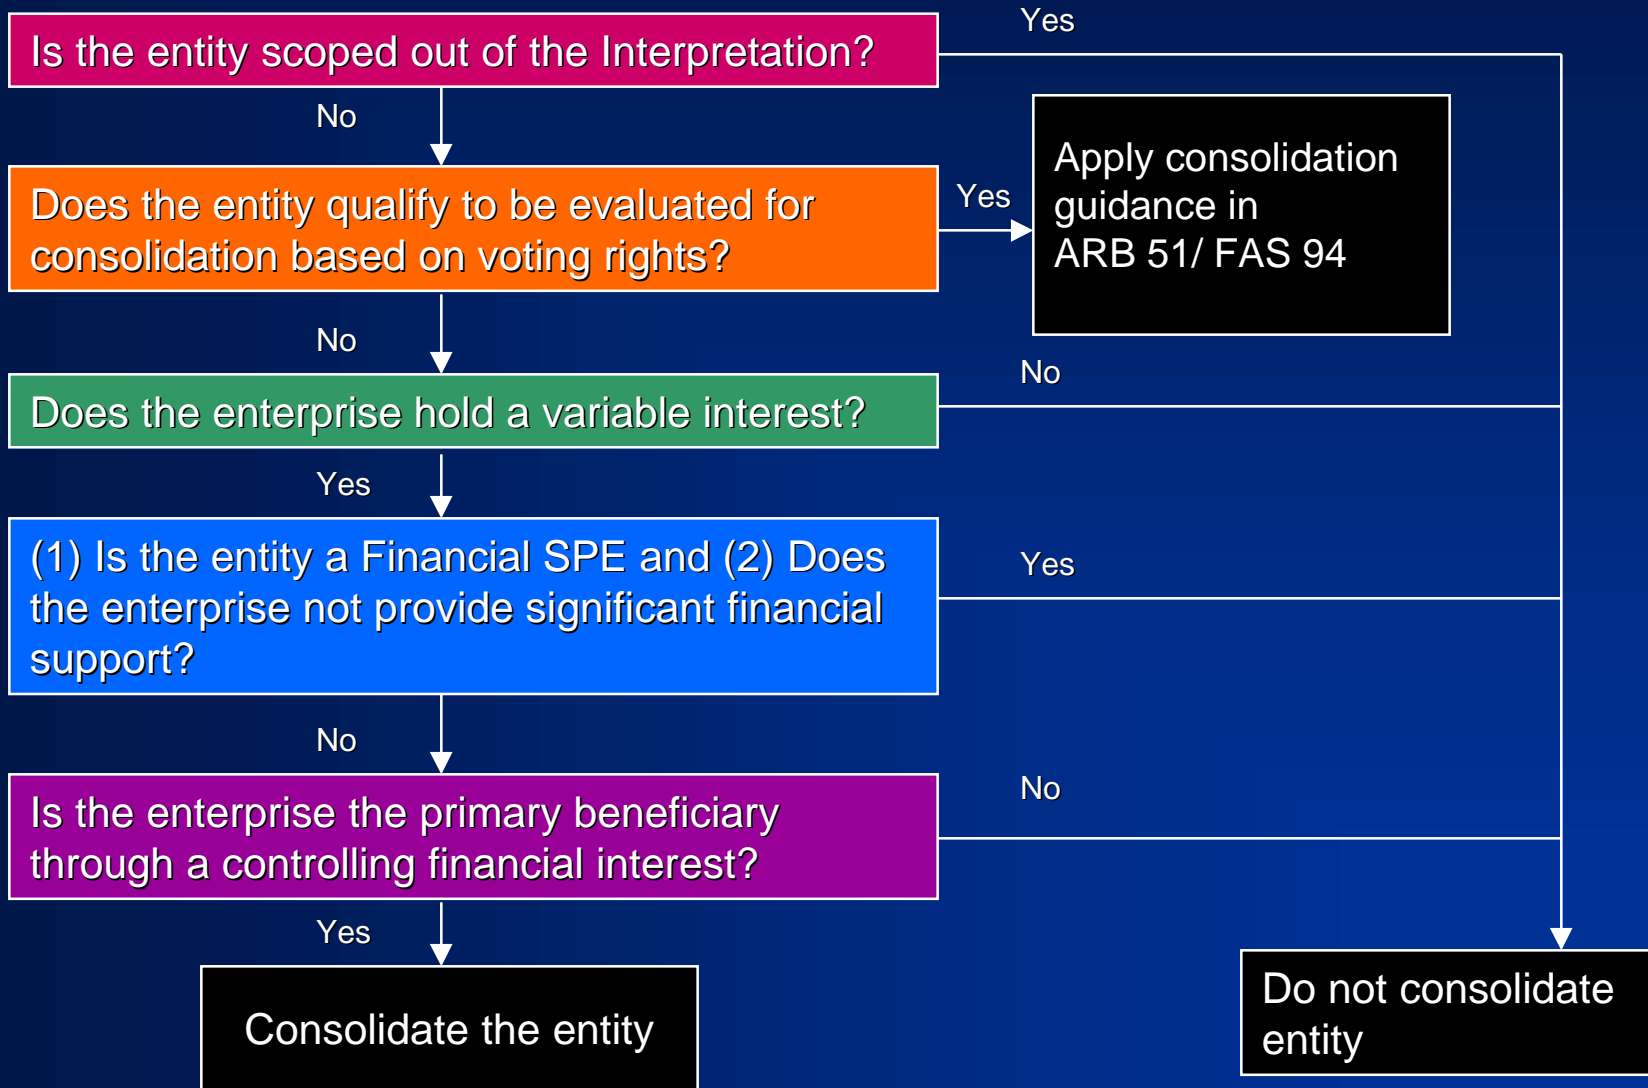 Is the entity scoped out of the Interpretation?
Yes
No
Does the entity qualify to be evaluated for
consolidation based on voting rights?
Yes
Apply consolidation
guidance in
ARB 51/ FAS 94
No
Does the enterprise hold a variable interest?
No
Yes
(1) Is the entity a Financial SPE and (2) Does
the enterprise not provide significant financial
support?
Yes
No
Is the enterprise the primary beneficiary
through a controlling financial interest?
No
Yes
Consolidate the entity
Do not consolidate
entity